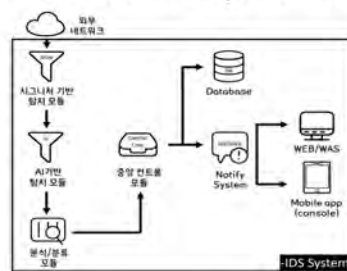 외부
네트워크
시그니처 기반
탐지 모듈
AI기반
탐지 모듈
분석/분류
모듈
중앙 컨트롤
모듈
Database
Notify
System
WEB/WAS
Mobile app
(console)
-IDS System